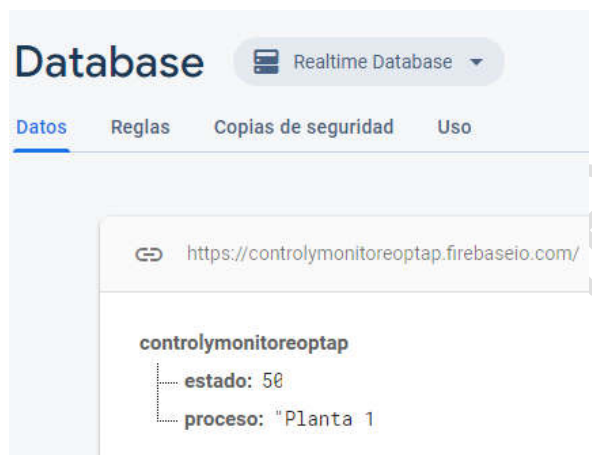 Database Realtime Database
Datos Reglas Copias de seguridad Uso
https://controlymonitoreoptap.firebaseio.com/
controlymonitoreoptap
estado: 50
proceso: "Planta 1